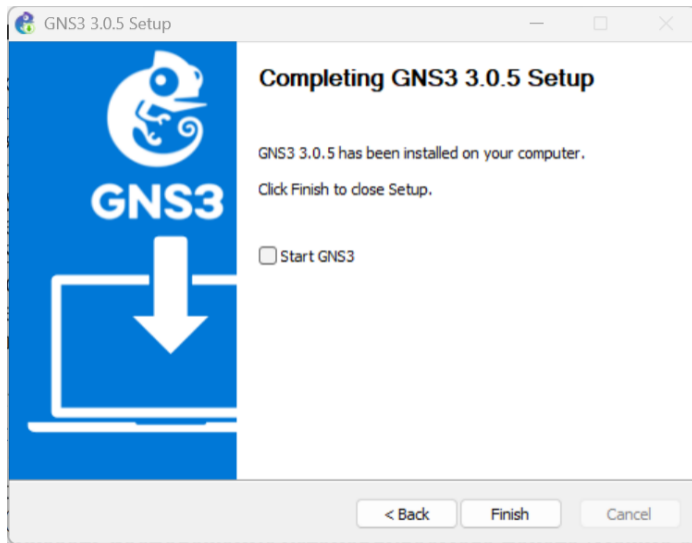 GNS3 3.0.5 Setup
Completing GNS3 3.0.5 Setup
GNS3 3.0.5 has been installed on your computer.
Click Finish to close Setup.
GNS3
Start GNS3
< Back
Finish
Cancel